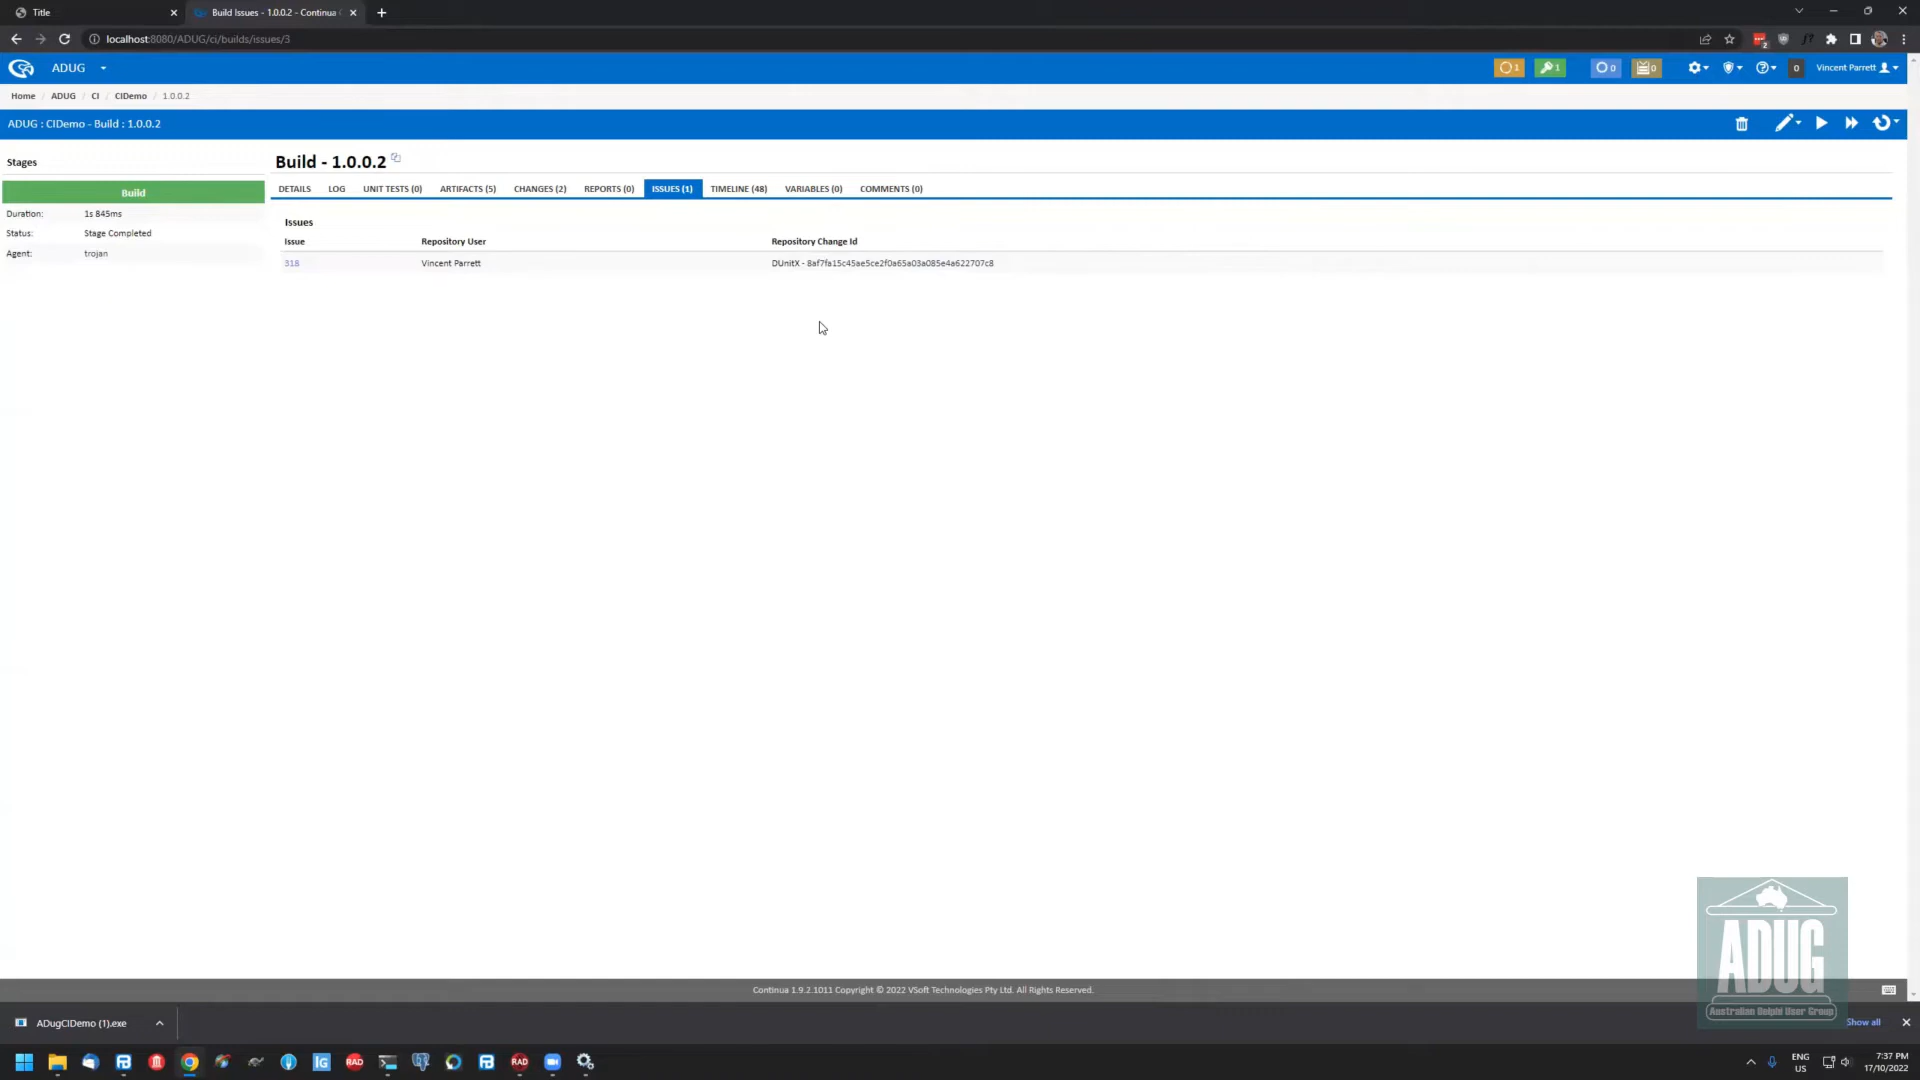 Title
Build Issues - 1.0.0.2 - Continua
localhost:8080/ADUG/ci/builds/issues/3
2
ADUG
1
1
0
0
0
Vincent Parrett
Home / ADUG / CI / CIDemo / 1.0.0.2
ADUG : CIDemo - Build : 1.0.0.2
Stages
Build
Duration: 1s 845ms
Status: Stage Completed
Agent: trojan
Build - 1.0.0.2
DETAILS LOG UNIT TESTS (0) ARTIFACTS (5) CHANGES (2) REPORTS (0) ISSUES (1) TIMELINE (48) VARIABLES (0) COMMENTS (0)
Issues
Issue Repository User Repository Change Id
318 Vincent Parrett DUnitX - 8af7fa15c45ae5ce2f0a65a03a085e4a622707c8
ADUG
Australian Delphi User Group
Continua 1.9.2.1011 Copyright © 2022 VSoft Technologies Pty Ltd. All Rights Reserved.
ADugCIDemo (1).exe
Show all
IG
RAD
RAD
ENG
US
7:37 PM
17/10/2022